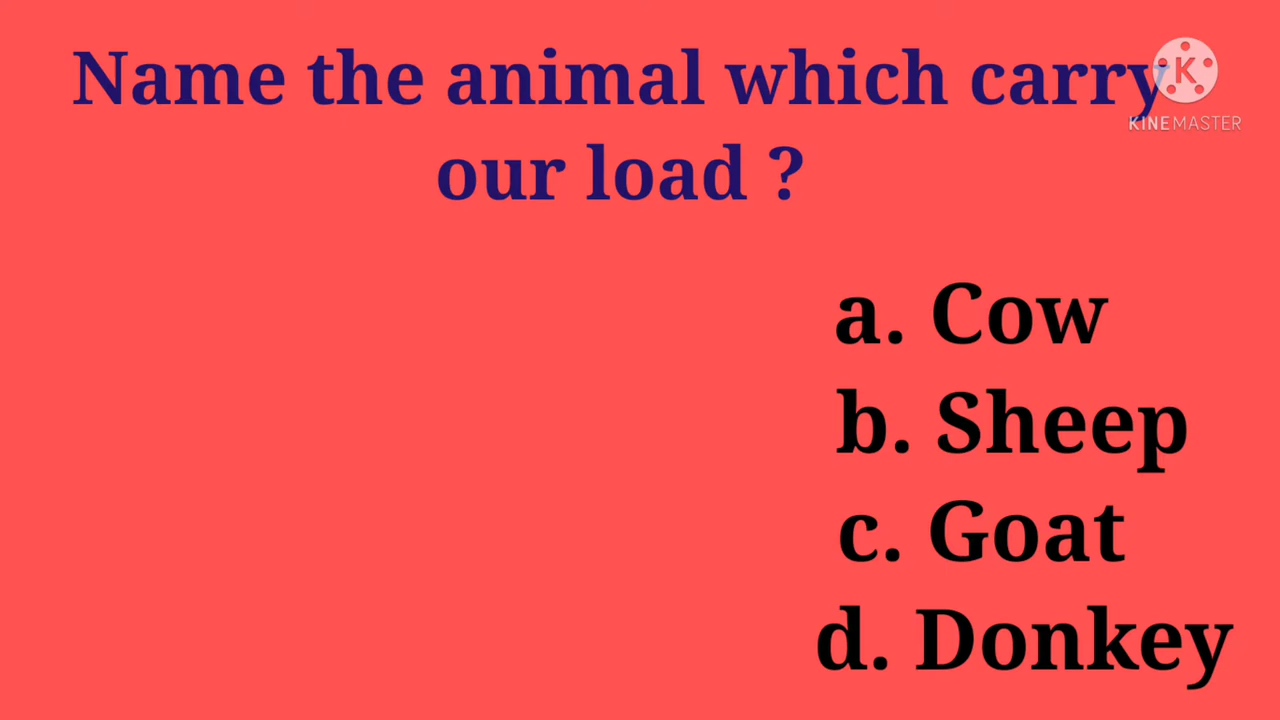 Name the animal which carry
our load ?
K
KINEMASTER
a. Cow
b. Sheep
c. Goat
d. Donkey